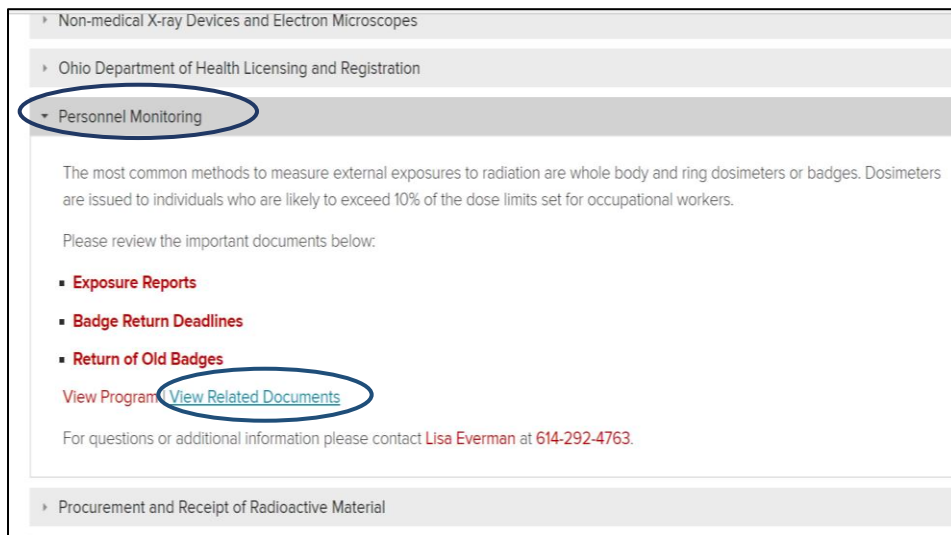 Non-medical X-ray Devices and Electron Microscopes
Ohio Department of Health Licensing and Registration
Personnel Monitoring
The most common methods to measure external exposures to radiation are whole body and ring dosimeters or badges. Dosimeters
are issued to individuals who are likely to exceed 10% of the dose limits set for occupational workers.
Please review the important documents below:
Exposure Reports
Badge Return Deadlines
Return of Old Badges
View Program | View Related Documents
For questions or additional information please contact Lisa Everman at 614-292-4763.
Procurement and Receipt of Radioactive Material